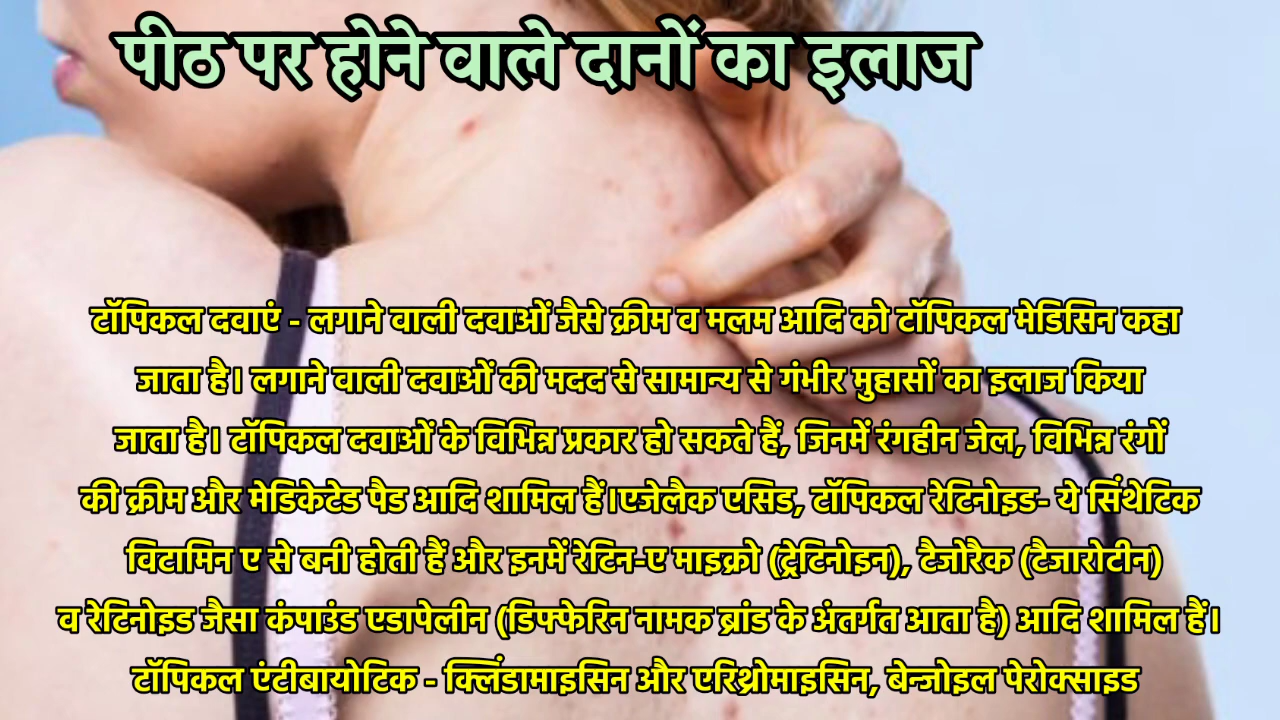 पीठ पर होने वाले दानों का इलाज
टॉपिकल दवाएं - लगाने वाली दवाओं जैसे क्रीम व मलम आदि को टॉपिकल मेडिसिन कहा
जाता है। लगाने वाली दवाओं की मदद से सामान्य से गंभीर मुहासों का इलाज किया
जाता है। टॉपिकल दवाओं के विभिन्न प्रकार हो सकते हैं, जिनमें रंगहीन जेल, विभिन्न रंगों
की क्रीम और मेडिकेटेड पैड आदि शामिल हैं।एजेलैक एसिड, टॉपिकल रेटिनोइड- ये सिंथेटिक
विटामिन ए से बनी होती हैं और इनमें रेटिन-ए माइक्रो (ट्रेटिनोइन), टैजोरैक (टैजारोटीन)
व रेटिनोइड जैसा कंपाउंड एडापेलीन (डिफ्फेरिन नामक ब्रांड के अंतर्गत आता है) आदि शामिल हैं।
टॉपिकल एंटीबायोटिक - क्लिंडामाइसिन और एरिथ्रोमाइसिन, बेन्जोइल पेरोक्साइड